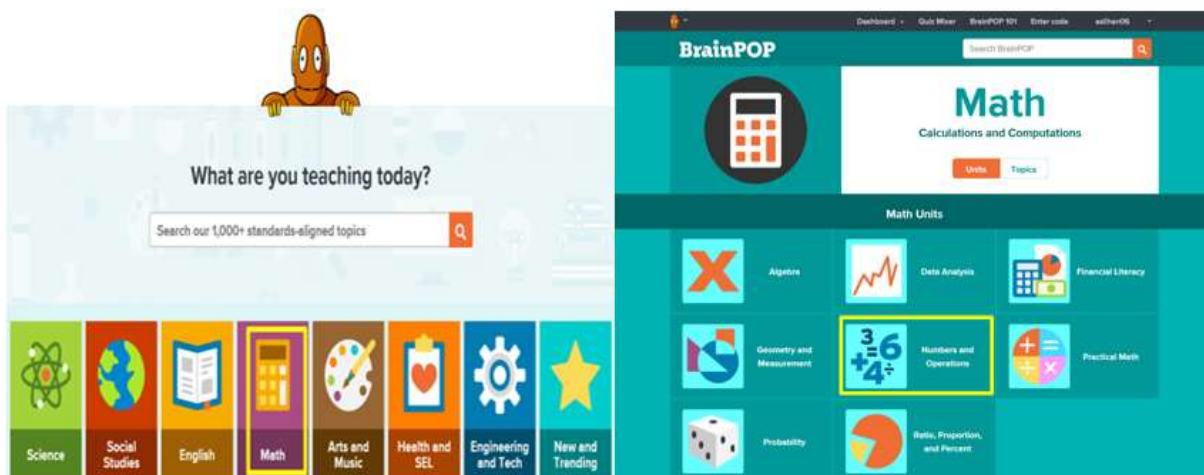 What are you teaching today?
Search our 1,000+ standards-aligned topics
Science
Social
Studies
English
Math
Arts and
Music
Health and
SEL
Engineering
and Tech
New and
Trending
Dashboard Quiz Mixer BrainPOP 101 Enter code
BrainPOP
Search BrainPOP
Math
Calculations and Computations
Units Topics
Math Units
Algebra
Data Analysis
Financial Literacy
Geometry and
Measurement
3
=6
+4÷
Numbers and
Operations
Practical Math
Probability
Ratio, Proportion,
and Percent